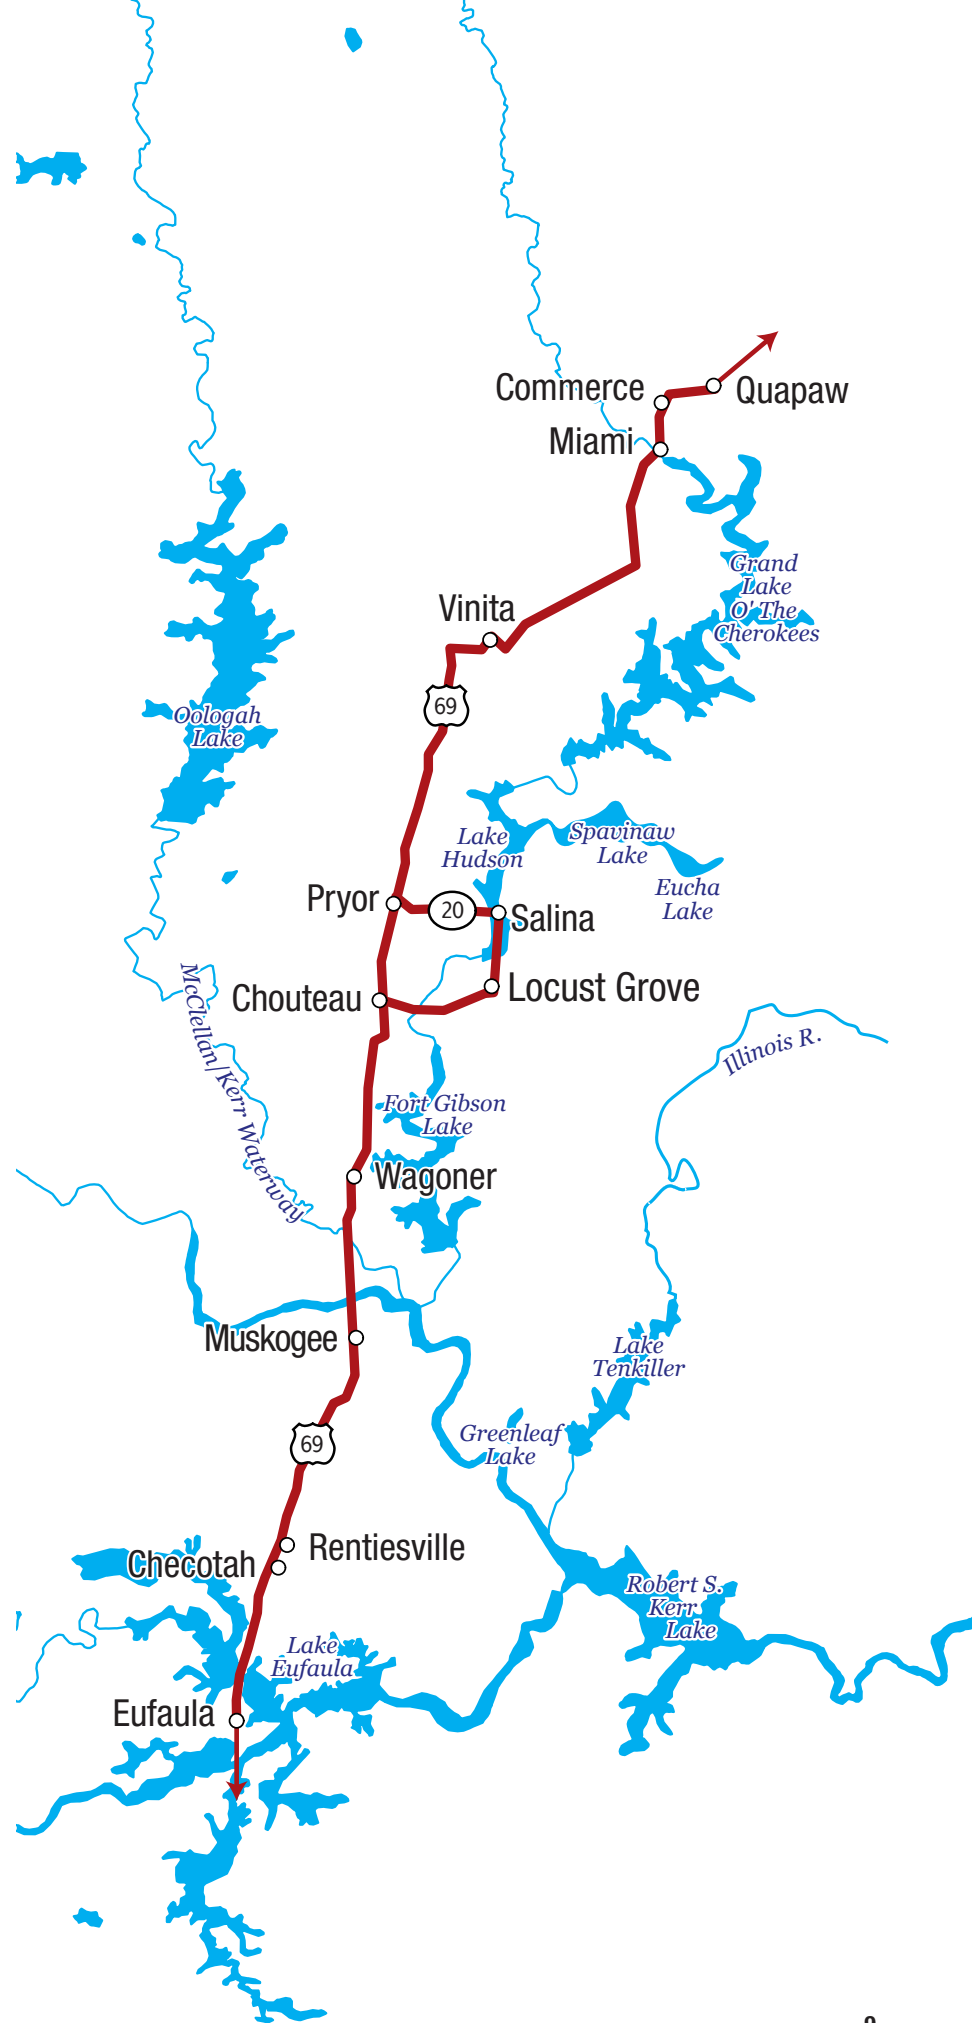 Commerce
Quapaw
Miami
Grand
Lake
O' The
Cherokees
Vinita
69
Oologah
Lake
Lake
Hudson
Spavinaw
Lake
Eucha
Lake
Pryor
20
Salina
McClellan/Kerr Waterway
Chouteau
Locust Grove
Illinois R.
Fort Gibson
Lake
Wagoner
Muskogee
Lake
Tenkiller
69
Greenleaf
Lake
Rentiesville
Checotah
Robert S.
Kerr
Lake
Lake
Eufaula
Eufaula